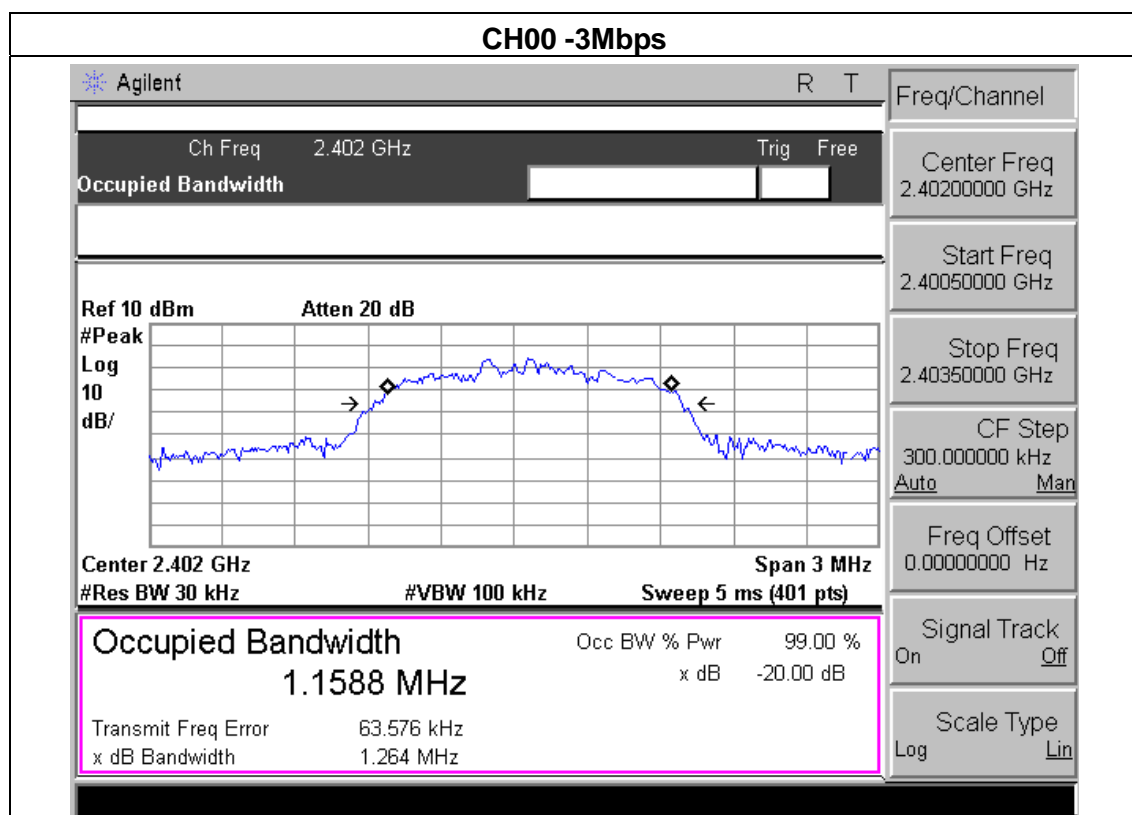 CH00 -3Mbps
Agilent R T
Freq/Channel
Ch Freq 2.402 GHz Trig Free
Occupied Bandwidth
Center Freq
2.40200000 GHz
Start Freq
2.40050000 GHz
Stop Freq
2.40350000 GHz
CF Step
300.000000 kHz
Auto Man
Freq Offset
0.00000000 Hz
Signal Track
On Off
Scale Type
Log Lin
Ref 10 dBm Atten 20 dB
#Peak
Log
10
dB/
Center 2.402 GHz Span 3 MHz
#Res BW 30 kHz #VBW 100 kHz Sweep 5 ms (401 pts)
Occupied Bandwidth
1.1588 MHz
Occ BW % Pwr 99.00 %
x dB -20.00 dB
Transmit Freq Error 63.576 kHz
x dB Bandwidth 1.264 MHz